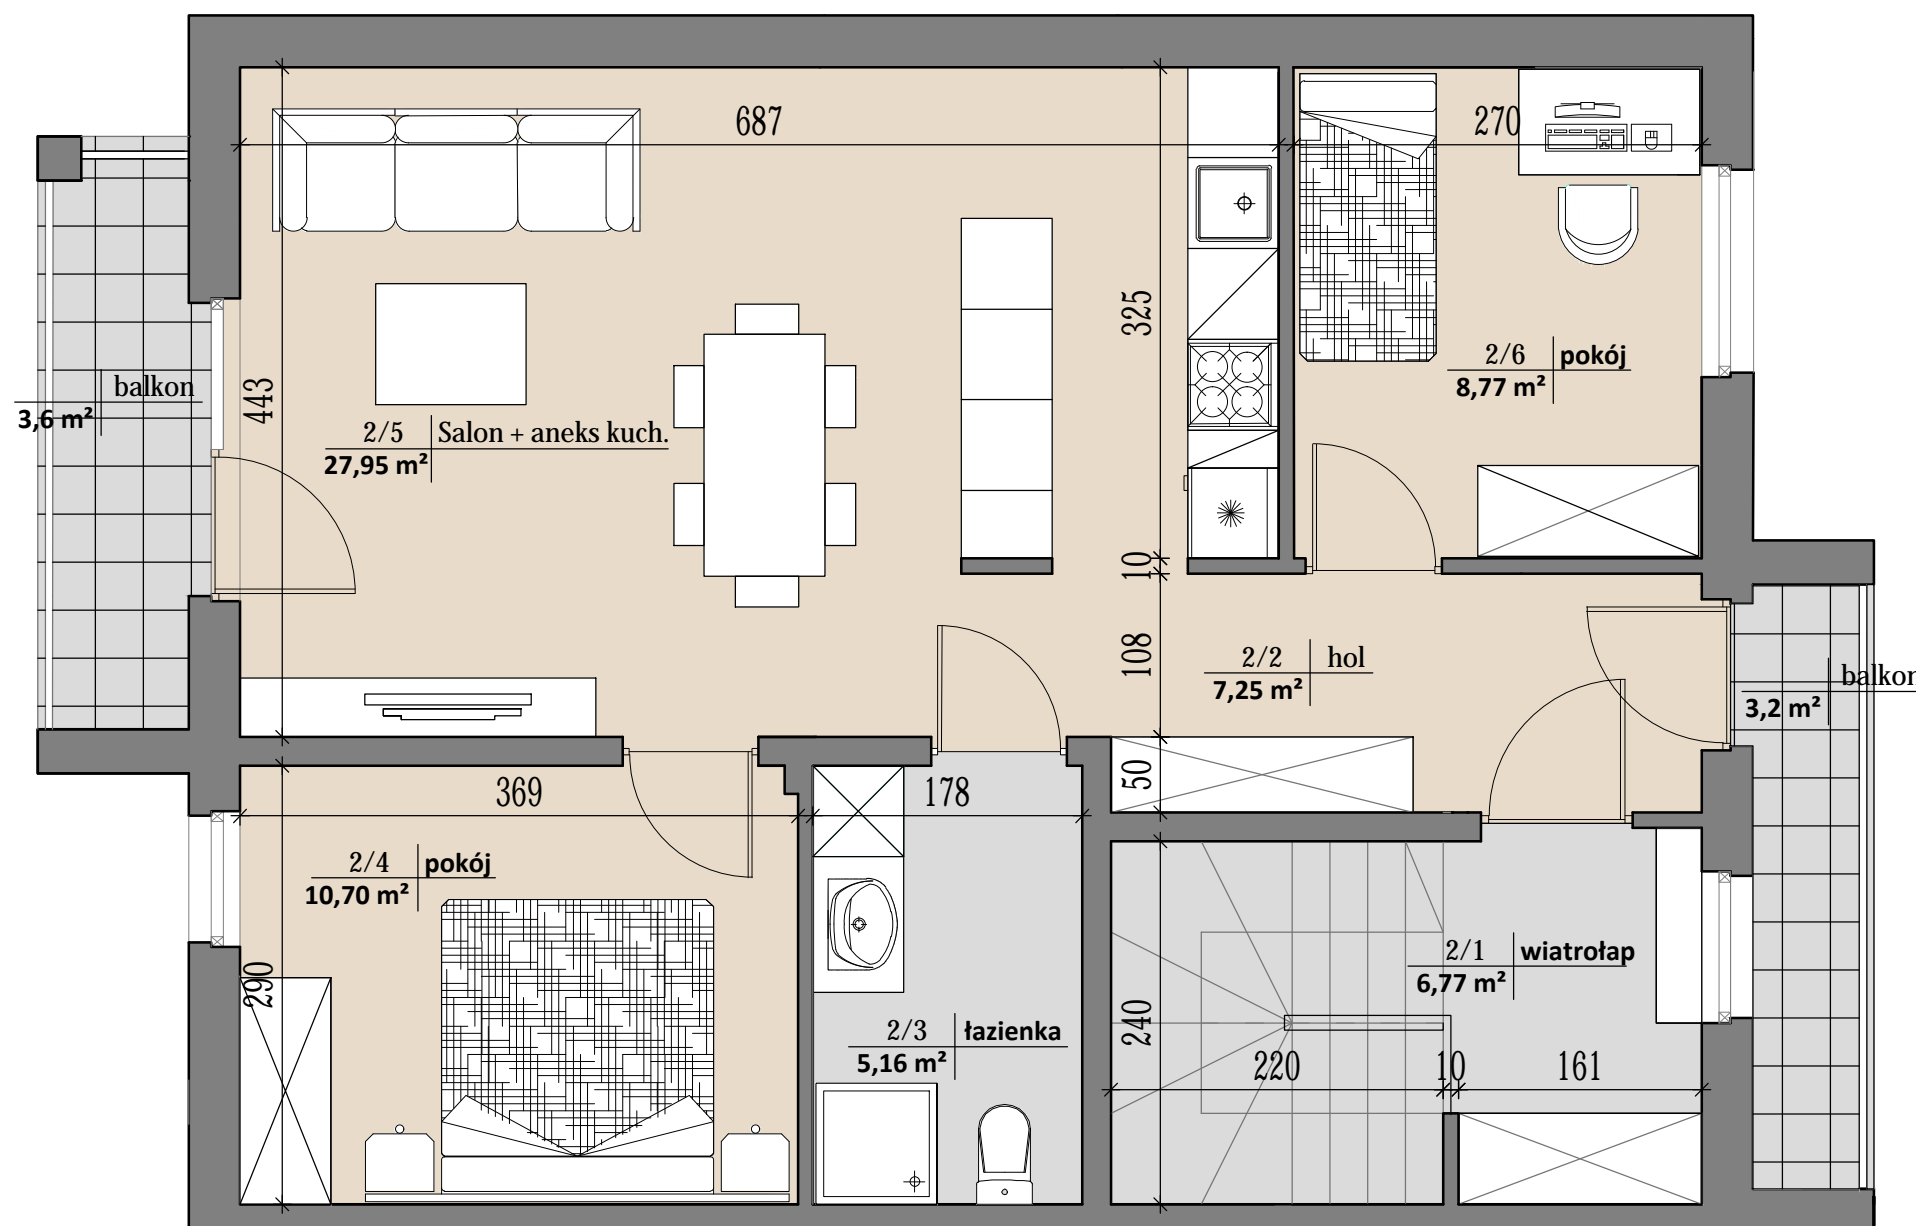 687
270
325
2/6 pokój
8,77 m²
balkon
3,6 m²
443
2/5 Salon + aneks kuch.
27,95 m²
10
108
2/2 hol
7,25 m²
balkon
3,2 m²
50
369
178
2/4 pokój
10,70 m²
290
2/1 wiatrołap
6,77 m²
2/3 łazienka
5,16 m²
240
220
10
161